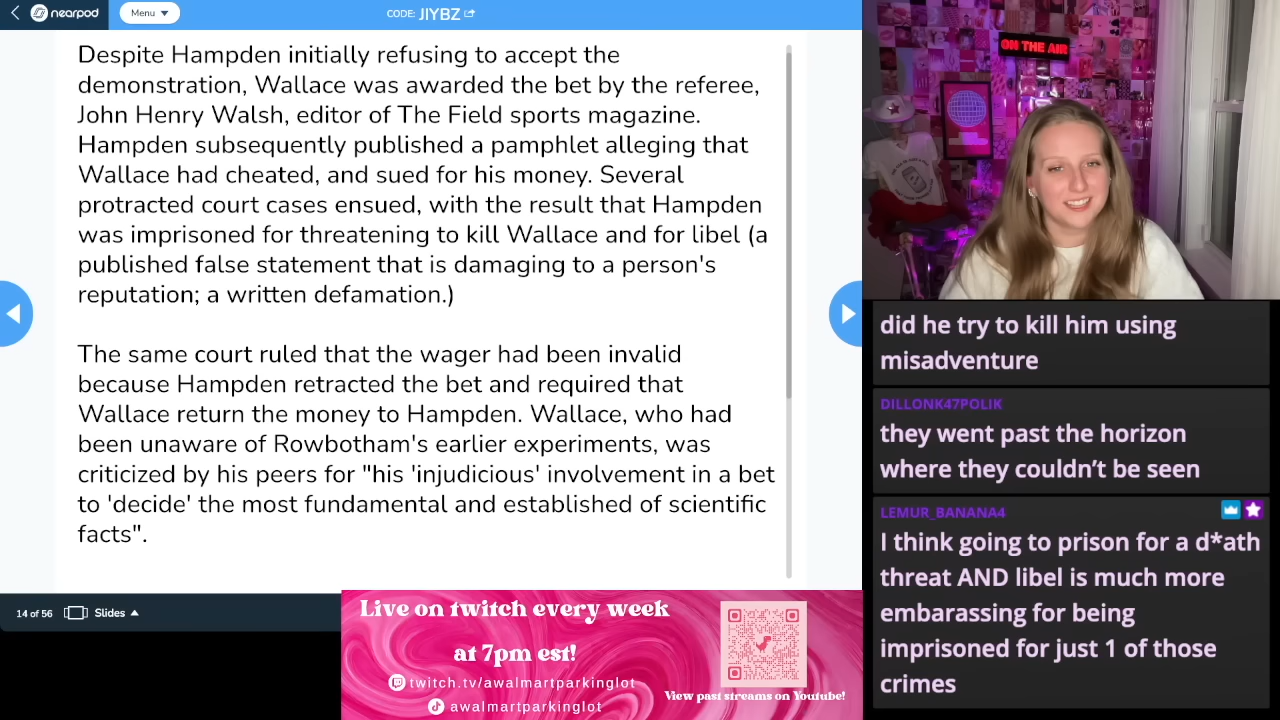 nearpod
Menu
CODE: JIYBZ
Despite Hampden initially refusing to accept the
demonstration, Wallace was awarded the bet by the referee,
John Henry Walsh, editor of The Field sports magazine.
Hampden subsequently published a pamphlet alleging that
Wallace had cheated, and sued for his money. Several
protracted court cases ensued, with the result that Hampden
was imprisoned for threatening to kill Wallace and for libel (a
published false statement that is damaging to a person's
reputation; a written defamation.)
The same court ruled that the wager had been invalid
because Hampden retracted the bet and required that
Wallace return the money to Hampden. Wallace, who had
been unaware of Rowbotham's earlier experiments, was
criticized by his peers for "his 'injudicious' involvement in a bet
to 'decide' the most fundamental and established of scientific
facts".
14 of 56
Slides
Live on twitch every week
at 7pm est!
twitch.tv/awalmartparkinglot
awalmartparkinglot
View past streams on Youtube!
ON THE AIR
did he try to kill him using
misadventure
DILLONK47POLIK
they went past the horizon
where they couldn’t be seen
LEMUR_BANANA4
I think going to prison for a d*ath
threat AND libel is much more
embarassing for being
imprisoned for just 1 of those
crimes